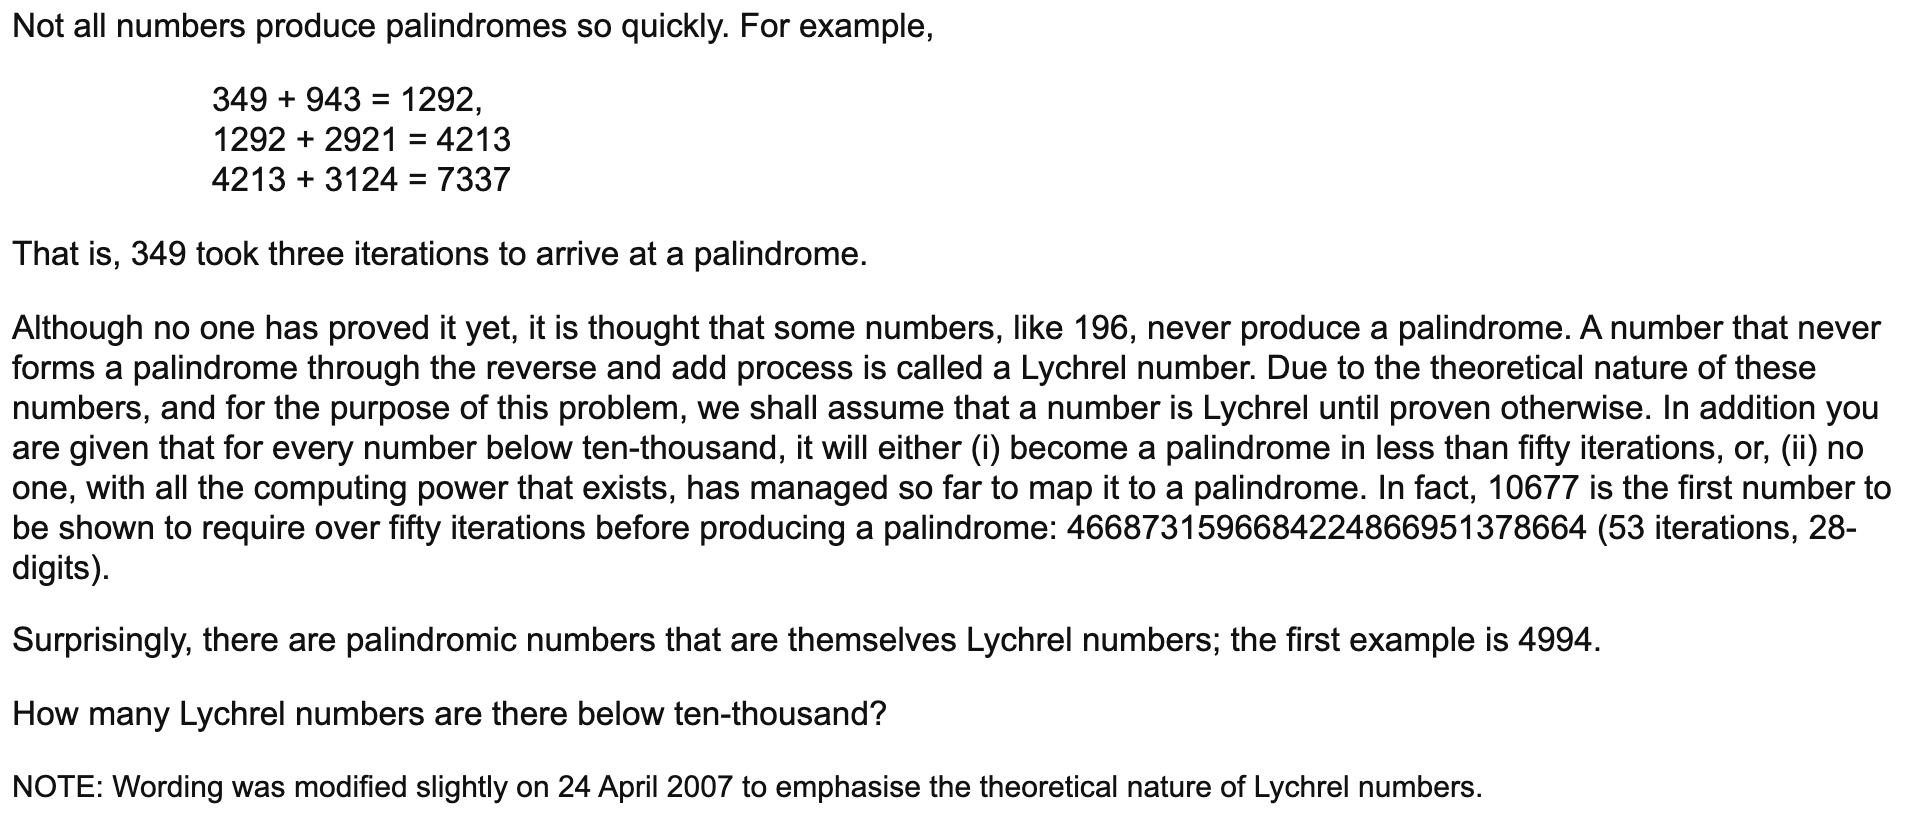 Not all numbers produce palindromes so quickly. For example,
349 + 943 = 1292,
1292 + 2921 = 4213
4213 + 3124 = 7337
That is, 349 took three iterations to arrive at a palindrome.
Although no one has proved it yet, it is thought that some numbers, like 196, never produce a palindrome. A number that never
forms a palindrome through the reverse and add process is called a Lychrel number. Due to the theoretical nature of these
numbers, and for the purpose of this problem, we shall assume that a number is Lychrel until proven otherwise. In addition you
are given that for every number below ten-thousand, it will either (i) become a palindrome in less than fifty iterations, or, (ii) no
one, with all the computing power that exists, has managed so far to map it to a palindrome. In fact, 10677 is the first number to
be shown to require over fifty iterations before producing a palindrome: 4668731596684224866951378664 (53 iterations, 28-
digits).
Surprisingly, there are palindromic numbers that are themselves Lychrel numbers; the first example is 4994.
How many Lychrel numbers are there below ten-thousand?
NOTE: Wording was modified slightly on 24 April 2007 to emphasise the theoretical nature of Lychrel numbers.